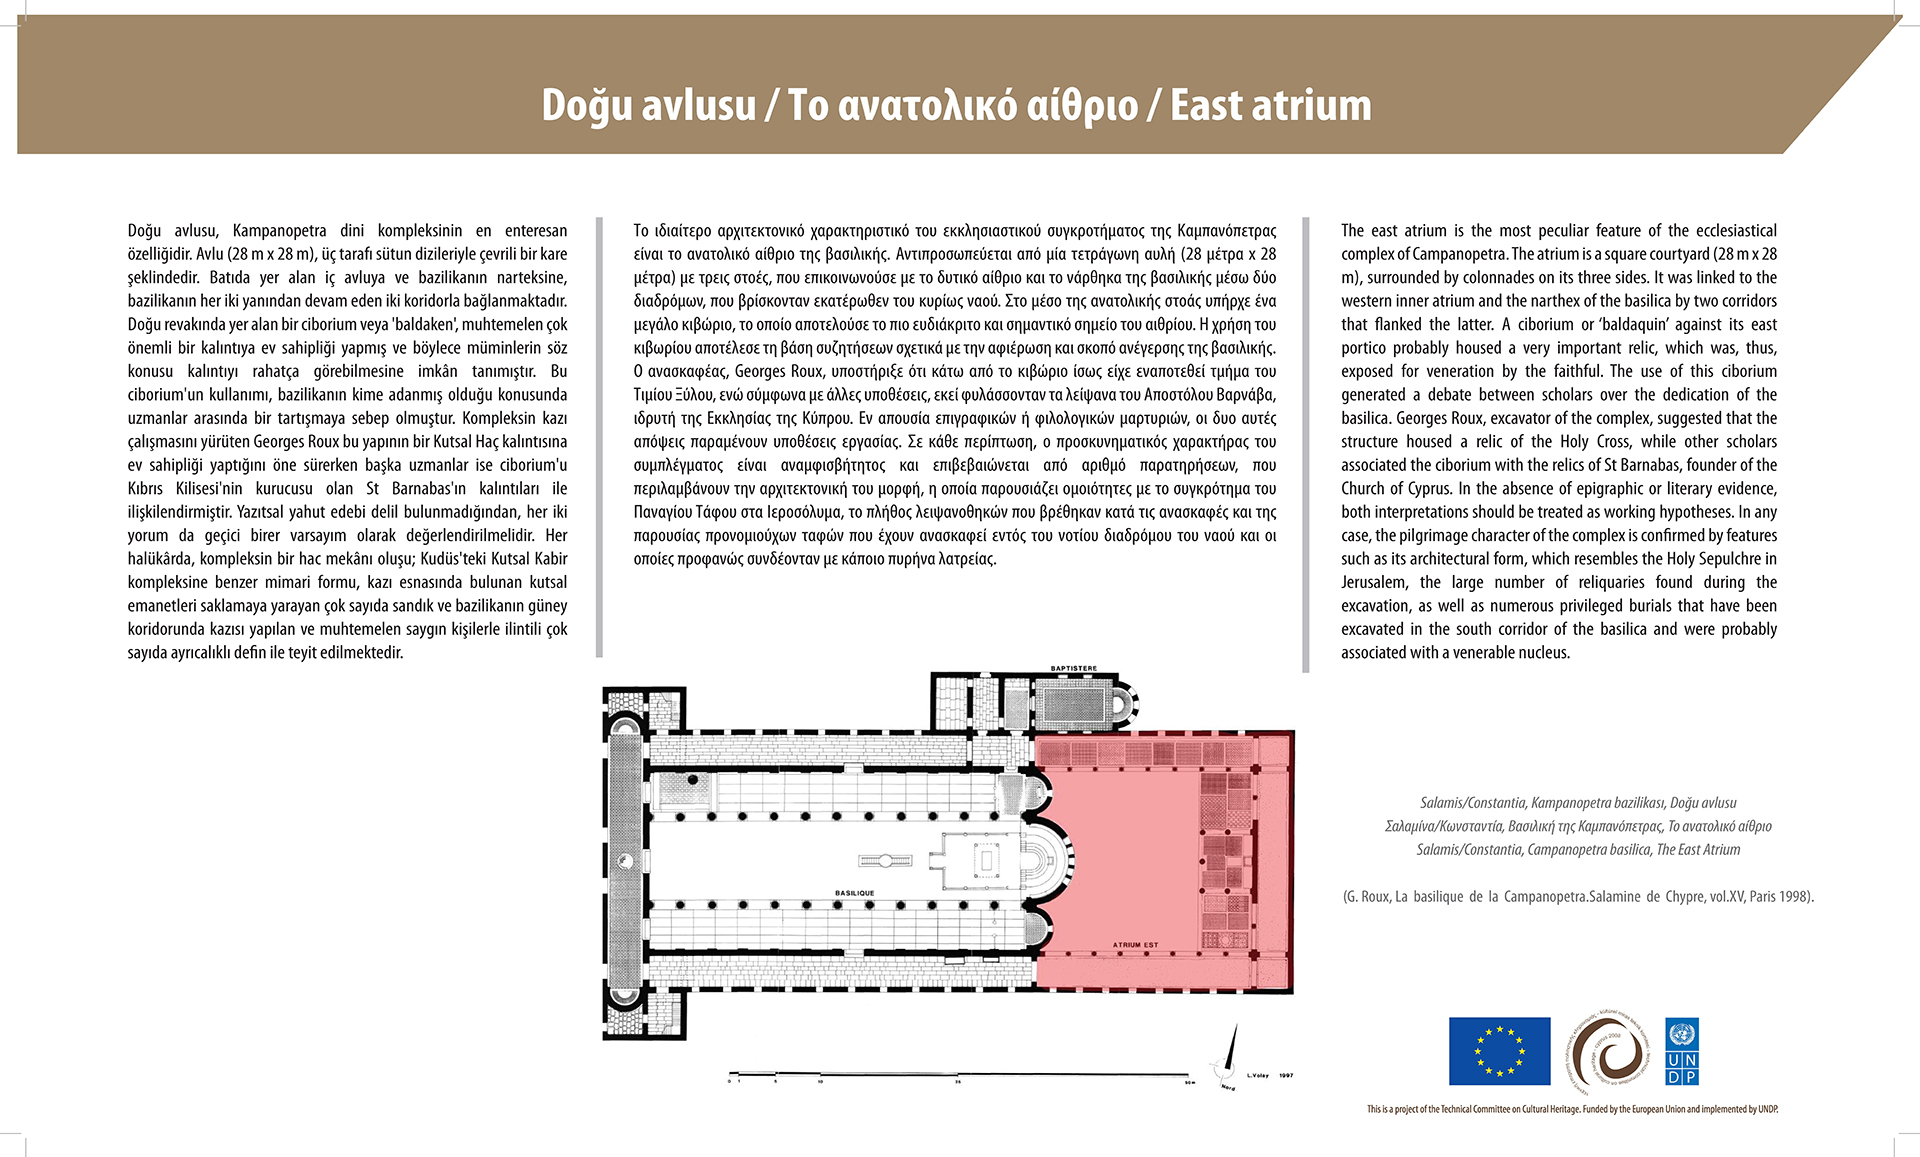 Doğu avlusu / Το ανατολικό αίθριο / East atrium
Doğu avlusu, Kampanopetra dini kompleksinin en enteresan
özelliğidir. Avlu (28 m x 28 m), üç tarafı sütun dizileriyle çevrili bir kare
şeklindedir. Batıda yer alan iç avluya ve bazilikanın narteksine,
bazilikanın her iki yanından devam eden iki koridorla bağlanmaktadır.
Doğu revakında yer alan bir ciborium veya 'baldaken', muhtemelen çok
önemli bir kalıntıya ev sahipliği yapmış ve böylece müminlerin söz
konusu kalıntıyı rahatça görebilmesine imkân tanımıştır. Bu
ciborium'un kullanımı, bazilikanın kime adanmış olduğu konusunda
uzmanlar arasında bir tartışmaya sebep olmuştur. Kompleksin kazı
çalışmasını yürüten Georges Roux bu yapının bir Kutsal Haç kalıntısına
ev sahipliği yaptığını öne sürerken başka uzmanlar ise ciborium'u
Kıbrıs Kilisesi'nin kurucusu olan St Barnabas'ın kalıntıları ile
ilişkilendirmiştir. Yazıtsal yahut edebi delil bulunmadığından, her iki
yorum da geçici birer varsayım olarak değerlendirilmelidir. Her
halükârda, kompleksin bir hac mekânı oluşu; Kudüs'teki Kutsal Kabir
kompleksine benzer mimari formu, kazı esnasında bulunan kutsal
emanetleri saklamaya yarayan çok sayıda sandık ve bazilikanın güney
koridorunda kazısı yapılan ve muhtemelen saygın kişilerle ilintili çok
sayıda ayrıcalıklı defin ile teyit edilmektedir.
Το ιδιαίτερο αρχιτεκτονικό χαρακτηριστικό του εκκλησιαστικού συγκροτήματος της Καμπανόπετρας
είναι το ανατολικό αίθριο της βασιλικής. Αντιπροσωπεύεται από μία τετράγωνη αυλή (28 μέτρα x 28
μέτρα) με τρεις στοές, που επικοινωνούσε με το δυτικό αίθριο και το νάρθηκα της βασιλικής μέσω δύο
διαδρόμων, που βρίσκονταν εκατέρωθεν του κυρίως ναού. Στο μέσο της ανατολικής στοάς υπήρχε ένα
μεγάλο κιβώριο, το οποίο αποτελούσε το πιο ευδιάκριτο και σημαντικό σημείο του αιθρίου. Η χρήση του
κιβωρίου αποτέλεσε τη βάση συζητήσεων σχετικά με την αφιέρωση και σκοπό ανέγερσης της βασιλικής.
Ο ανασκαφέας, Georges Roux, υποστήριξε ότι κάτω από το κιβώριο ίσως είχε εναποτεθεί τμήμα του
Τιμίου Ξύλου, ενώ σύμφωνα με άλλες υποθέσεις, εκεί φυλάσσονταν τα λείψανα του Αποστόλου Βαρνάβα,
ιδρυτή της Εκκλησίας της Κύπρου. Εν απουσία επιγραφικών ή φιλολογικών μαρτυριών, οι δυο αυτές
απόψεις παραμένουν υποθέσεις εργασίας. Σε κάθε περίπτωση, ο προσκυνηματικός χαρακτήρας του
συμπλέγματος είναι αναμφισβήτητος και επιβεβαιώνεται από αριθμό παρατηρήσεων, που
περιλαμβάνουν την αρχιτεκτονική του μορφή, η οποία παρουσιάζει ομοιότητες με το συγκρότημα του
Παναγίου Τάφου στα Ιεροσόλυμα, το πλήθος λειψανοθηκών που βρέθηκαν κατά τις ανασκαφές και της
παρουσίας προνομιούχων ταφών που έχουν ανασκαφεί εντός του νοτίου διαδρόμου του ναού και οι
οποίες προφανώς συνδέονταν με κάποιο πυρήνα λατρείας.
The east atrium is the most peculiar feature of the ecclesiastical
complex of Campanopetra. The atrium is a square courtyard (28 m x 28
m), surrounded by colonnades on its three sides. It was linked to the
western inner atrium and the narthex of the basilica by two corridors
that flanked the latter. A ciborium or ‘baldaquin’ against its east
portico probably housed a very important relic, which was, thus,
exposed for veneration by the faithful. The use of this ciborium
generated a debate between scholars over the dedication of the
basilica. Georges Roux, excavator of the complex, suggested that the
structure housed a relic of the Holy Cross, while other scholars
associated the ciborium with the relics of St Barnabas, founder of the
Church of Cyprus. In the absence of epigraphic or literary evidence,
both interpretations should be treated as working hypotheses. In any
case, the pilgrimage character of the complex is confirmed by features
such as its architectural form, which resembles the Holy Sepulchre in
Jerusalem, the large number of reliquaries found during the
excavation, as well as numerous privileged burials that have been
excavated in the south corridor of the basilica and were probably
associated with a venerable nucleus.
BAPTISTERE
BASILIQUE
ATRIUM EST
0 1 5 10 25 50 m
Nord
L.Voley 1997
Salamis/Constantia, Kampanopetra bazilikası, Doğu avlusu
Σαλαμίνα/Κωνσταντία, Βασιλική της Καμπανόπετρας, Το ανατολικό αίθριο
Salamis/Constantia, Campanopetra basilica, The East Atrium
(G. Roux, La basilique de la Campanopetra.Salamine de Chypre, vol.XV, Paris 1998).
UN
DP
This is a project of the Technical Committee on Cultural Heritage. Funded by the European Union and implemented by UNDP.